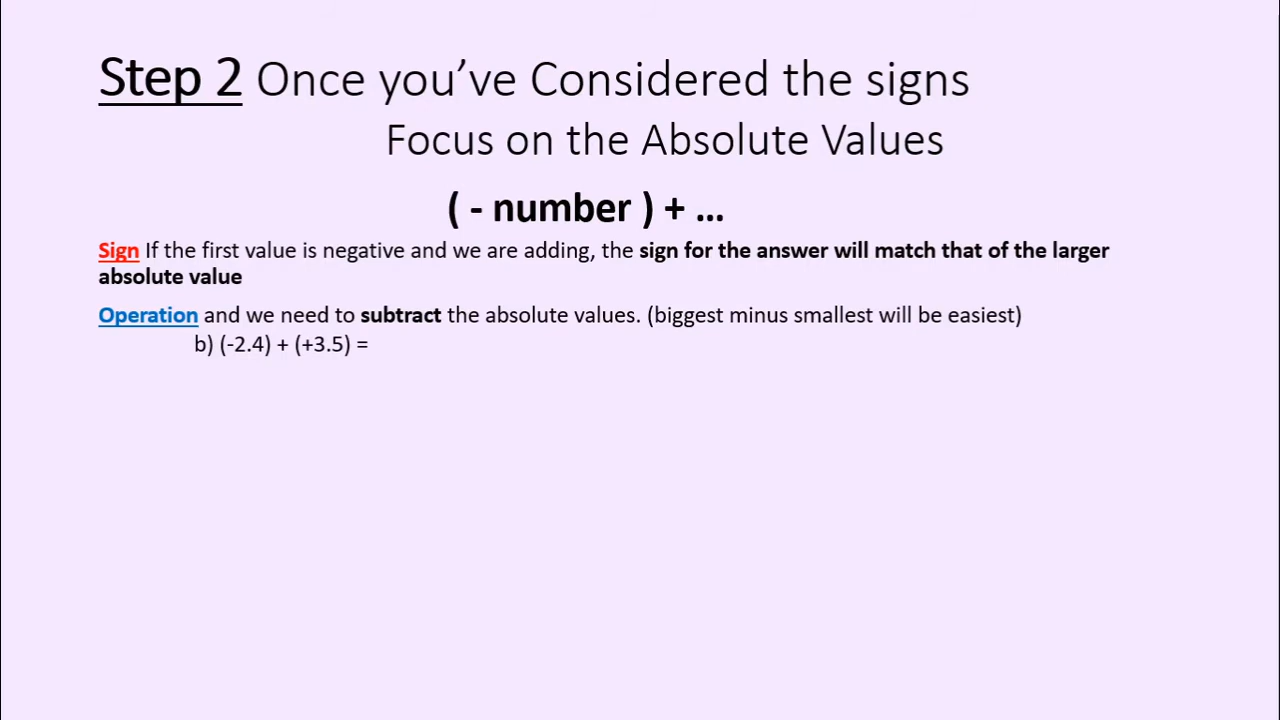 Step 2 Once you’ve Considered the signs
Focus on the Absolute Values
( - number ) + …
Sign If the first value is negative and we are adding, the sign for the answer will match that of the larger
absolute value
Operation and we need to subtract the absolute values. (biggest minus smallest will be easiest)
b) (-2.4) + (+3.5) =